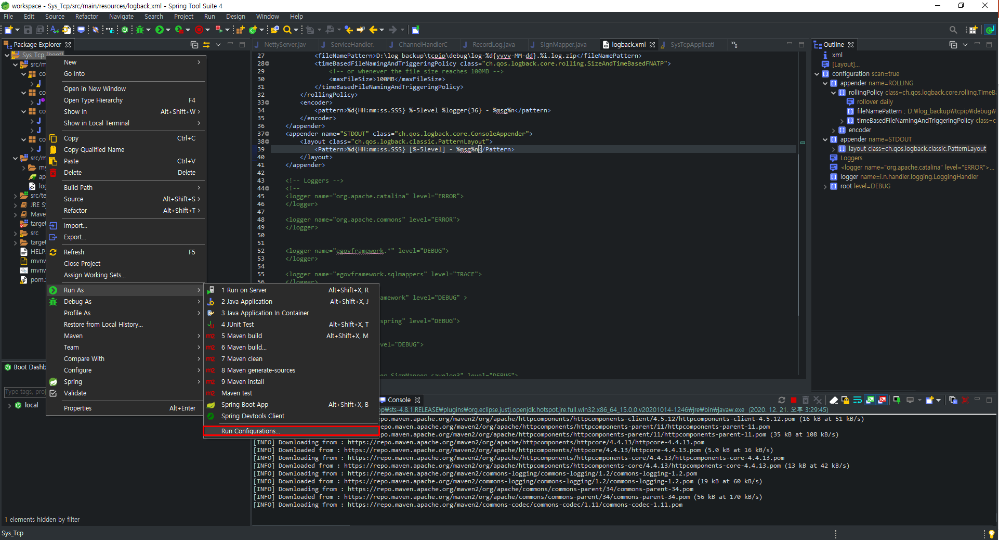 workspace - Sys_Tcp/src/main/resources/logback.xml - Spring Tool Suite 4
File Edit Source Refactor Navigate Search Project Run Design Window Help
Package Explorer
Sys_Tcp [boot]
src/m
co
J
co
J
co
J
J
co
J
src/m
my
ap
log
src/te
JRE Sy
Mave
target
src
target
HELP
mvnw
mvnw
pom.
New
Go Into
Open in New Window
Open Type Hierarchy F4
Show In Alt+Shift+W >
Show in Local Terminal
Copy Ctrl+C
Copy Qualified Name
Paste Ctrl+V
Delete Delete
Build Path
Source Alt+Shift+S >
Refactor Alt+Shift+T >
Import...
Export...
Refresh F5
Close Project
Assign Working Sets...
Run As
Debug As
Profile As
Restore from Local History...
Maven
Team
Compare With
Configure
Spring
Validate
Properties Alt+Enter
1 Run on Server Alt+Shift+X, R
2 Java Application Alt+Shift+X, J
3 Java Application In Container
4 JUnit Test Alt+Shift+X, T
5 Maven build Alt+Shift+X, M
6 Maven build...
7 Maven clean
8 Maven generate-sources
9 Maven install
Maven test
Spring Boot App Alt+Shift+X, B
Spring Devtools Client
Run Configurations...
Boot Dashb
Type tags, proj
local
1 elements hidden by filter
Sys_Tcp
NettyServer.jav ServiceHandler. ChannelHandlerC RecordLog.java SignMapper.java logback.xml SysTcpApplicati »8
27 <fileNamePattern>D:\log_backup\tcpip\debug\log-%d{yyyy-MM-dd}.%i.log.zip</fileNamePattern>
28 <timeBasedFileNamingAndTriggeringPolicy class="ch.qos.logback.core.rolling.SizeAndTimeBasedFNATP">
29 <!-- or whenever the file size reaches 100MB -->
30 <maxFileSize>100MB</maxFileSize>
31 </timeBasedFileNamingAndTriggeringPolicy>
32 </rollingPolicy>
33 <encoder>
34 <pattern>%d{HH:mm:ss.SSS} %-5level %logger{36} - %msg%n</pattern>
35 </encoder>
36 </appender>
37 <appender name="STDOUT" class="ch.qos.logback.core.ConsoleAppender">
38 <layout class="ch.qos.logback.classic.PatternLayout">
39 <Pattern>%d{HH:mm:ss.SSS} [%-5level] - %msg%n</Pattern>
40 </layout>
41 </appender>
42
43 <!-- Loggers -->
44 <!--
45 <logger name="org.apache.catalina" level="ERROR">
46 </logger>
47
48 <logger name="org.apache.commons" level="ERROR">
49 </logger>
50
51
52 <logger name="egovframework.*" level="DEBUG">
53 </logger>
54
55 <logger name="egovframework.sqlmappers" level="TRACE">
56 </logger>
amework" level="DEBUG" >
spring" level="DEBUG">
vel="DEBUG">
er.SignMapper.savelog3" level="DEBUG">
Outline
xml
[Layout]...
configuration scan=true
appender name=ROLLING
rollingPolicy class=ch.qos.logback.core.rolling.TimeBa
rollover daily
fileNamePattern : D:₩log_backup₩tcpip₩debug₩
timeBasedFileNamingAndTriggeringPolicy class=c
encoder
appender name=STDOUT
layout class=ch.qos.logback.classic.PatternLayout
Loggers
<logger name="org.apache.catalina" level="ERROR">...
logger name=i.n.handler.logging.LoggingHandler
root level=DEBUG
Console
op₩sts-4.8.1.RELEASE₩plugins₩org.eclipse.justj.openjdk.hotspot.jre.full.win32.x86_64_15.0.0.v20201014-1246₩jre₩bin₩javaw.exe (2020. 12. 21. 오후 3:29:45)
epo.maven.apache.org/maven2/org/apache/httpcomponents/httpcomponents-client/4.5.12/httpcomponents-client-4.5.12.pom (16 kB at 51 kB/s)
epo.maven.apache.org/maven2/org/apache/httpcomponents/httpcomponents-parent/11/httpcomponents-parent-11.pom
epo.maven.apache.org/maven2/org/apache/httpcomponents/httpcomponents-parent/11/httpcomponents-parent-11.pom (35 kB at 108 kB/s)
[INFO] Downloading from : https://repo.maven.apache.org/maven2/org/apache/httpcomponents/httpcore/4.4.13/httpcore-4.4.13.pom
[INFO] Downloaded from : https://repo.maven.apache.org/maven2/org/apache/httpcomponents/httpcore/4.4.13/httpcore-4.4.13.pom (5.0 kB at 16 kB/s)
[INFO] Downloading from : https://repo.maven.apache.org/maven2/org/apache/httpcomponents/httpcomponents-core/4.4.13/httpcomponents-core-4.4.13.pom
[INFO] Downloaded from : https://repo.maven.apache.org/maven2/org/apache/httpcomponents/httpcomponents-core/4.4.13/httpcomponents-core-4.4.13.pom (13 kB at 42 kB/s)
[INFO] Downloading from : https://repo.maven.apache.org/maven2/commons-logging/commons-logging/1.2/commons-logging-1.2.pom
[INFO] Downloaded from : https://repo.maven.apache.org/maven2/commons-logging/commons-logging/1.2/commons-logging-1.2.pom (19 kB at 60 kB/s)
[INFO] Downloading from : https://repo.maven.apache.org/maven2/org/apache/commons/commons-parent/34/commons-parent-34.pom
[INFO] Downloaded from : https://repo.maven.apache.org/maven2/org/apache/commons/commons-parent/34/commons-parent-34.pom (56 kB at 170 kB/s)
[INFO] Downloading from : https://repo.maven.apache.org/maven2/commons-codec/commons-codec/1.11/commons-codec-1.11.pom